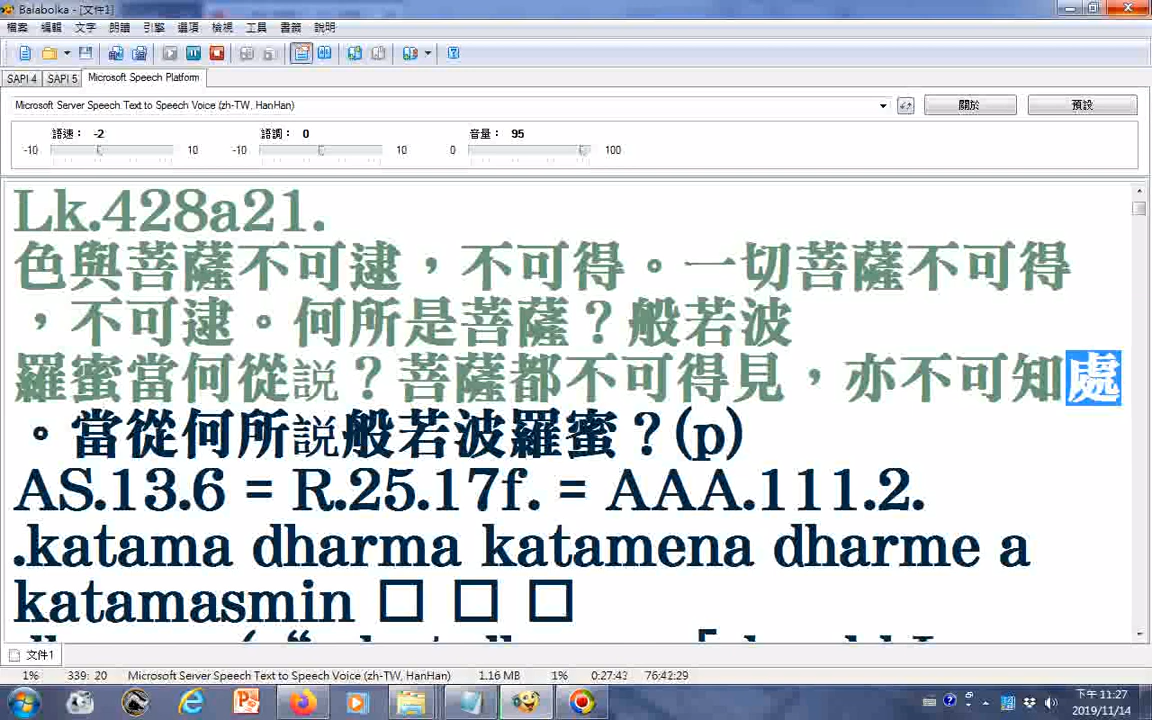 Balabolka - [文件1]
檔案 編輯 文字 朗讀 引擎 選項 檢視 工具 書籤 說明
SAPI 4 SAPI 5 Microsoft Speech Platform
Microsoft Server Speech Text to Speech Voice (zh-TW, HanHan) 關於 預設
語速： -2 語調： 0 音量： 95
-10 10 -10 10 0 100
Lk.428a21.
色與菩薩不可逮，不可得。一切菩薩不可得
，不可逮。何所是菩薩？般若波
羅蜜當何從説？菩薩都不可得見，亦不可知處
。當從何所説般若波羅蜜？(p)
AS.13.6 = R.25.17f. = AAA.111.2.
.katama dharma katamena dharme a
katamasmin □ □ □
文件1
1% 339: 20 Microsoft Server Speech Text to Speech Voice (zh-TW, HanHan) 1.16 MB 1% 0:27:43 76:42:29
下午 11:27
2019/11/14